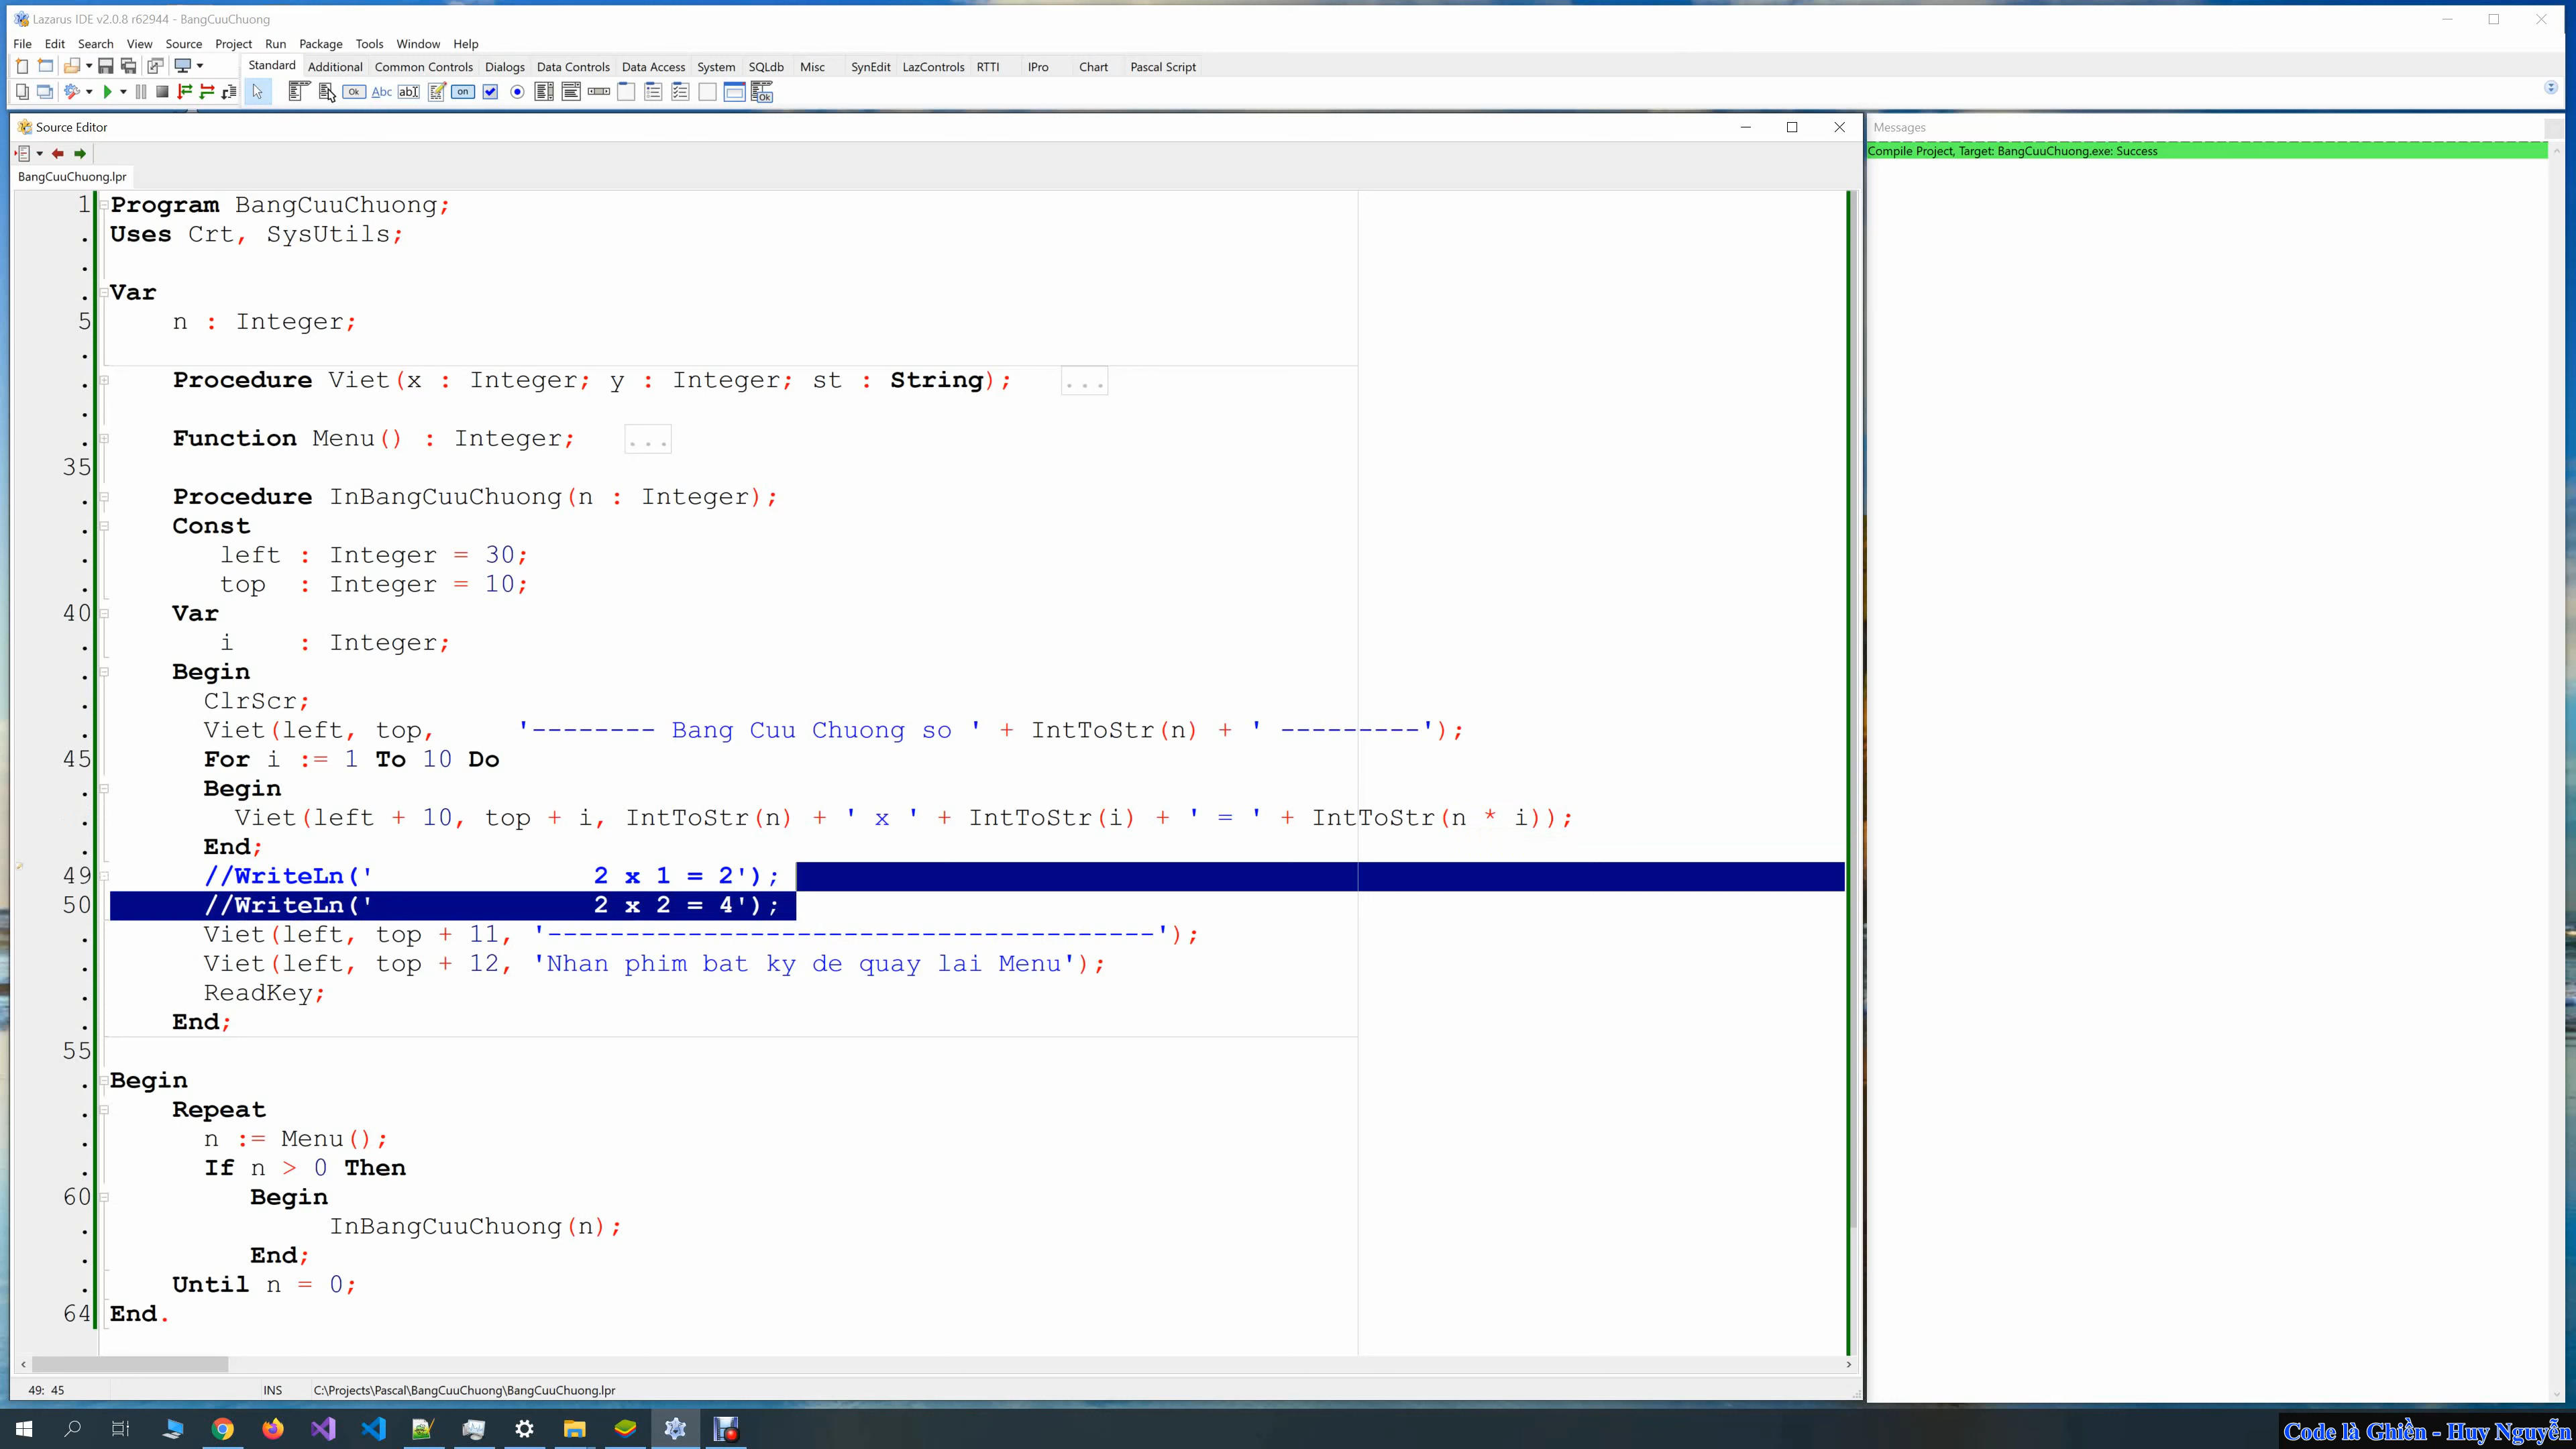 Lazarus IDE v2.0.8 r62944 - BangCuuChuong
File Edit Search View Source Project Run Package Tools Window Help
Standard Additional Common Controls Dialogs Data Controls Data Access System SQLdb Misc SynEdit LazControls RTTI IPro Chart Pascal Script
Ok Abc abI on Ok
Source Editor
BangCuuChuong.lpr
Messages
Compile Project, Target: BangCuuChuong.exe: Success
1 Program BangCuuChuong;
. Uses Crt, SysUtils;
.
. Var
5 n : Integer;
.
. Procedure Viet(x : Integer; y : Integer; st : String); ...
.
. Function Menu() : Integer; ...
35
. Procedure InBangCuuChuong(n : Integer);
. Const
. left : Integer = 30;
. top : Integer = 10;
40 Var
. i : Integer;
. Begin
. ClrScr;
. Viet(left, top, '-------- Bang Cuu Chuong so ' + IntToStr(n) + ' ---------');
45 For i := 1 To 10 Do
. Begin
. Viet(left + 10, top + i, IntToStr(n) + ' x ' + IntToStr(i) + ' = ' + IntToStr(n * i));
. End;
49 //WriteLn(' 2 x 1 = 2');
50 //WriteLn(' 2 x 2 = 4');
. Viet(left, top + 11, '---------------------------------------');
. Viet(left, top + 12, 'Nhan phim bat ky de quay lai Menu');
. ReadKey;
. End;
55
. Begin
. Repeat
. n := Menu();
. If n > 0 Then
60 Begin
. InBangCuuChuong(n);
. End;
. Until n = 0;
64 End.
49: 45 INS C:\Projects\Pascal\BangCuuChuong\BangCuuChuong.lpr
Code là Ghiền - Huy Nguyễn